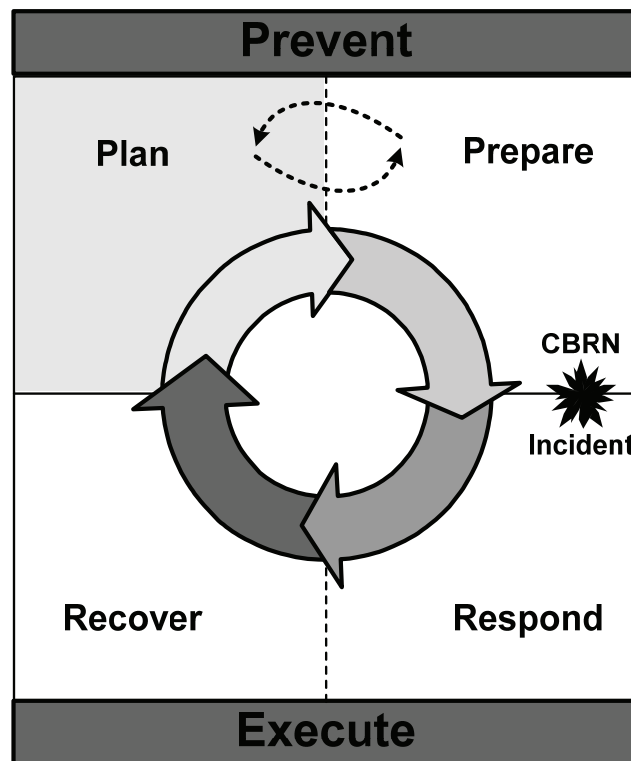 Prevent
Plan
Prepare
CBRN
Incident
Recover
Respond
Execute